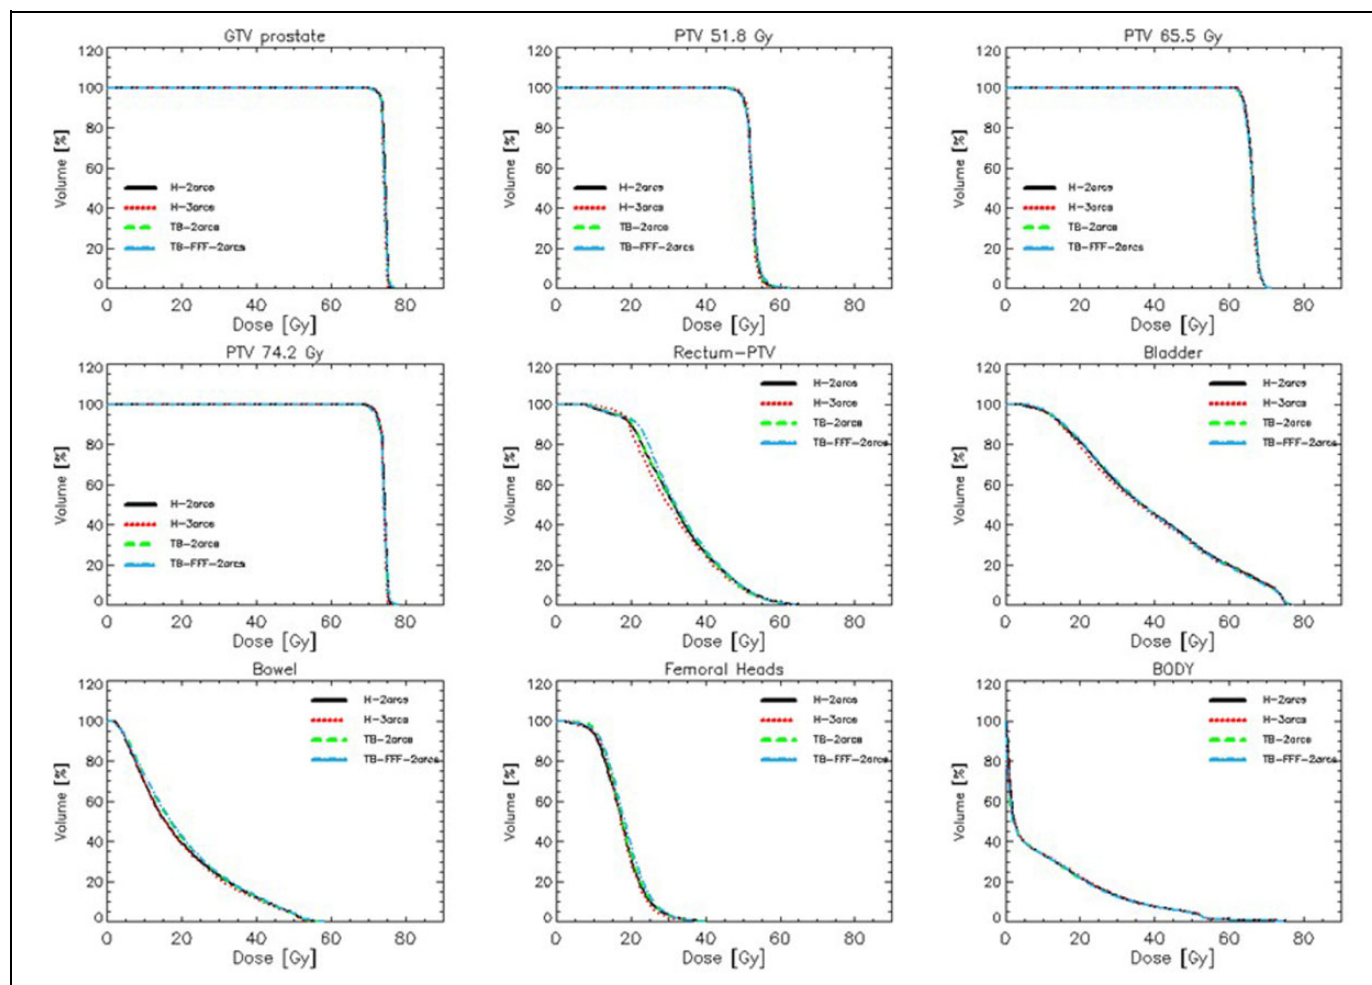 GTV prostate
120
100
80
60
40
20
0
Volume [%]
H-2arcs
H-3arcs
TB-2arcs
TB-FFF-2arcs
0 20 40 60 80
Dose [Gy]
PTV 51.8 Gy
120
100
80
60
40
20
0
Volume [%]
H-2arcs
H-3arcs
TB-2arcs
TB-FFF-2arcs
0 20 40 60 80
Dose [Gy]
PTV 65.5 Gy
120
100
80
60
40
20
0
Volume [%]
H-2arcs
H-3arcs
TB-2arcs
TB-FFF-2arcs
0 20 40 60 80
Dose [Gy]
PTV 74.2 Gy
120
100
80
60
40
20
0
Volume [%]
H-2arcs
H-3arcs
TB-2arcs
TB-FFF-2arcs
0 20 40 60 80
Dose [Gy]
Rectum-PTV
120
100
80
60
40
20
0
Volume [%]
H-2arcs
H-3arcs
TB-2arcs
TB-FFF-2arcs
0 20 40 60 80
Dose [Gy]
Bladder
120
100
80
60
40
20
0
Volume [%]
H-2arcs
H-3arcs
TB-2arcs
TB-FFF-2arcs
0 20 40 60 80
Dose [Gy]
Bowel
120
100
80
60
40
20
0
Volume [%]
H-2arcs
H-3arcs
TB-2arcs
TB-FFF-2arcs
0 20 40 60 80
Dose [Gy]
Femoral Heads
120
100
80
60
40
20
0
Volume [%]
H-2arcs
H-3arcs
TB-2arcs
TB-FFF-2arcs
0 20 40 60 80
Dose [Gy]
BODY
120
100
80
60
40
20
0
Volume [%]
H-2arcs
H-3arcs
TB-2arcs
TB-FFF-2arcs
0 20 40 60 80
Dose [Gy]